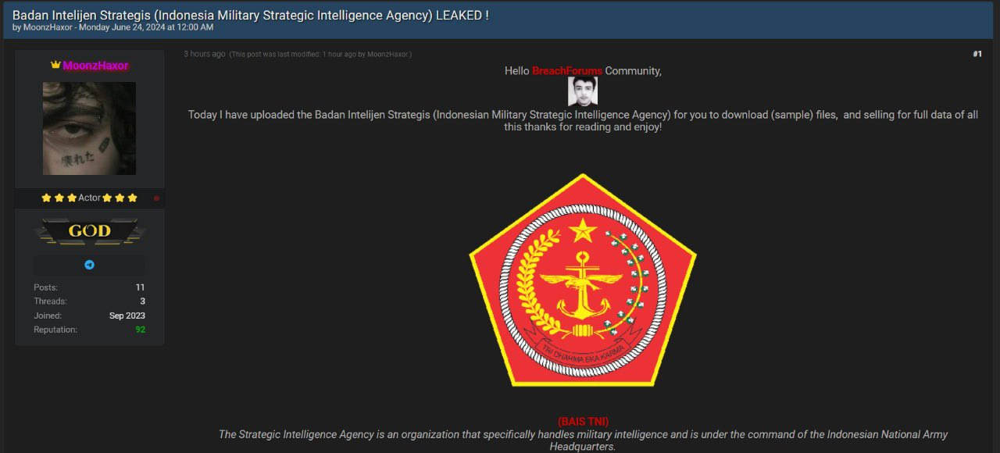 Badan Intelijen Strategis (Indonesia Military Strategic Intelligence Agency) LEAKED !
by MoonzHaxor - Monday June 24, 2024 at 12:00 AM
MoonzHaxor
壊れた
Actor
GOD
Posts: 11
Threads: 3
Joined: Sep 2023
Reputation: 92
3 hours ago (This post was last modified: 1 hour ago by MoonzHaxor.)
#1
Hello BreachForums Community,
Today I have uploaded the Badan Intelijen Strategis (Indonesian Military Strategic Intelligence Agency) for you to download (sample) files, and selling for full data of all
this thanks for reading and enjoy!
TRI DHARMA EKA KARMA
(BAIS TNI)
The Strategic Intelligence Agency is an organization that specifically handles military intelligence and is under the command of the Indonesian National Army
Headquarters.